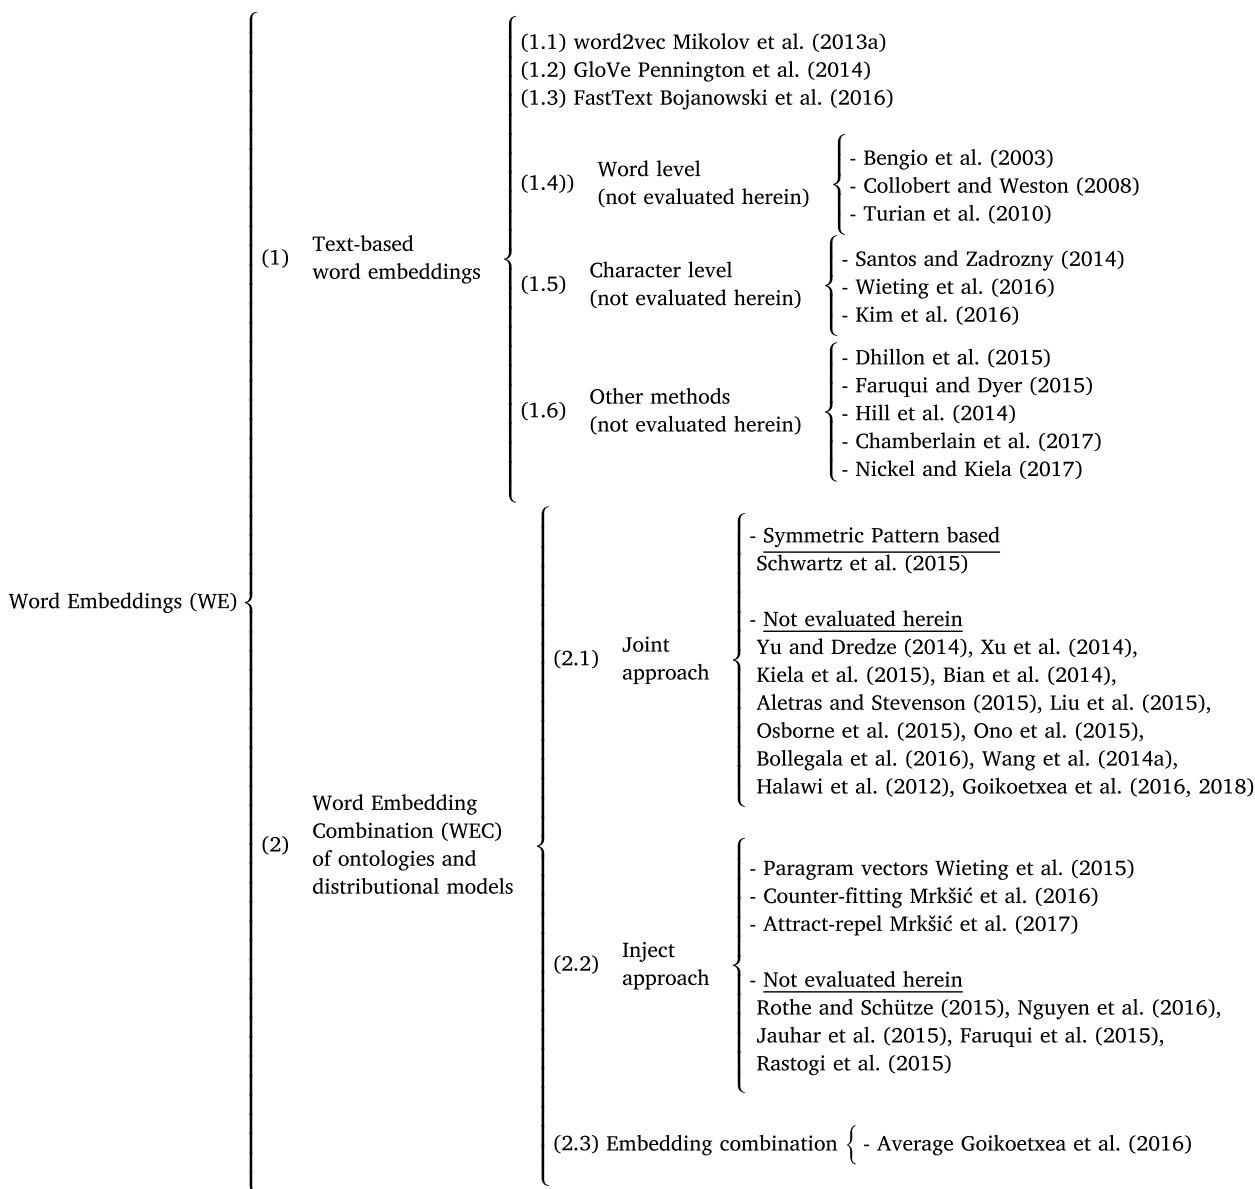 Word Embeddings (WE)
(1) Text-based
word embeddings
(1.1) word2vec Mikolov et al. (2013a)
(1.2) GloVe Pennington et al. (2014)
(1.3) FastText Bojanowski et al. (2016)
(1.4)) Word level
(not evaluated herein)
- Bengio et al. (2003)
- Collobert and Weston (2008)
- Turian et al. (2010)
(1.5) Character level
(not evaluated herein)
- Santos and Zadrozny (2014)
- Wieting et al. (2016)
- Kim et al. (2016)
(1.6) Other methods
(not evaluated herein)
- Dhillon et al. (2015)
- Faruqui and Dyer (2015)
- Hill et al. (2014)
- Chamberlain et al. (2017)
- Nickel and Kiela (2017)
(2) Word Embedding
Combination (WEC)
of ontologies and
distributional models
(2.1) Joint
approach
- Symmetric Pattern based
Schwartz et al. (2015)
- Not evaluated herein
Yu and Dredze (2014), Xu et al. (2014),
Kiela et al. (2015), Bian et al. (2014),
Aletras and Stevenson (2015), Liu et al. (2015),
Osborne et al. (2015), Ono et al. (2015),
Bollegala et al. (2016), Wang et al. (2014a),
Halawi et al. (2012), Goikoetxea et al. (2016, 2018)
(2.2) Inject
approach
- Paragram vectors Wieting et al. (2015)
- Counter-fitting Mrkšić et al. (2016)
- Attract-repel Mrkšić et al. (2017)
- Not evaluated herein
Rothe and Schütze (2015), Nguyen et al. (2016),
Jauhar et al. (2015), Faruqui et al. (2015),
Rastogi et al. (2015)
(2.3) Embedding combination
- Average Goikoetxea et al. (2016)